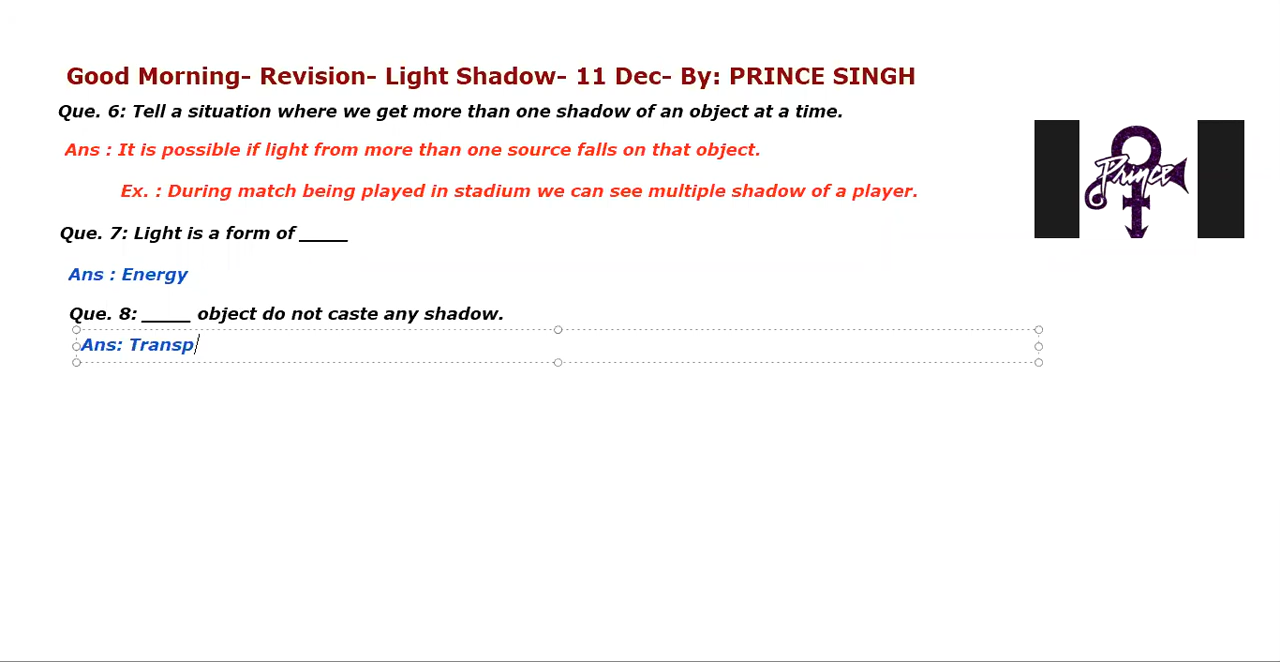 Good Morning- Revision- Light Shadow- 11 Dec- By: PRINCE SINGH
Que. 6: Tell a situation where we get more than one shadow of an object at a time.
Ans : It is possible if light from more than one source falls on that object.
Ex. : During match being played in stadium we can see multiple shadow of a player.
Prince
Que. 7: Light is a form of _____
Ans : Energy
Que. 8: _____ object do not caste any shadow.
Ans: Transp